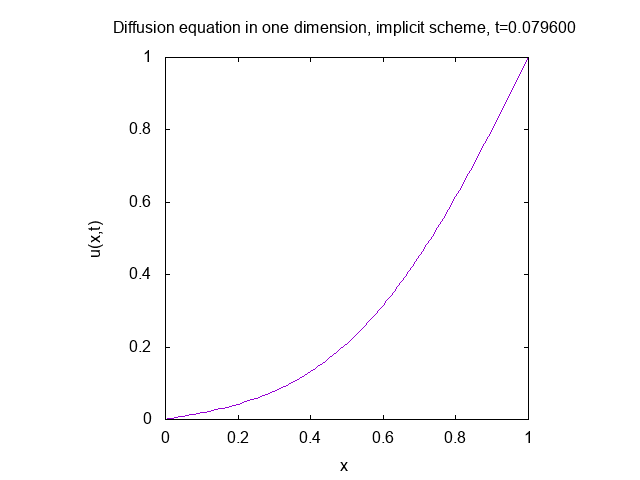 Diffusion equation in one dimension, implicit scheme, t=0.079600
1
0.8
0.6
0.4
0.2
0
u(x,t)
0 0.2 0.4 0.6 0.8 1
x